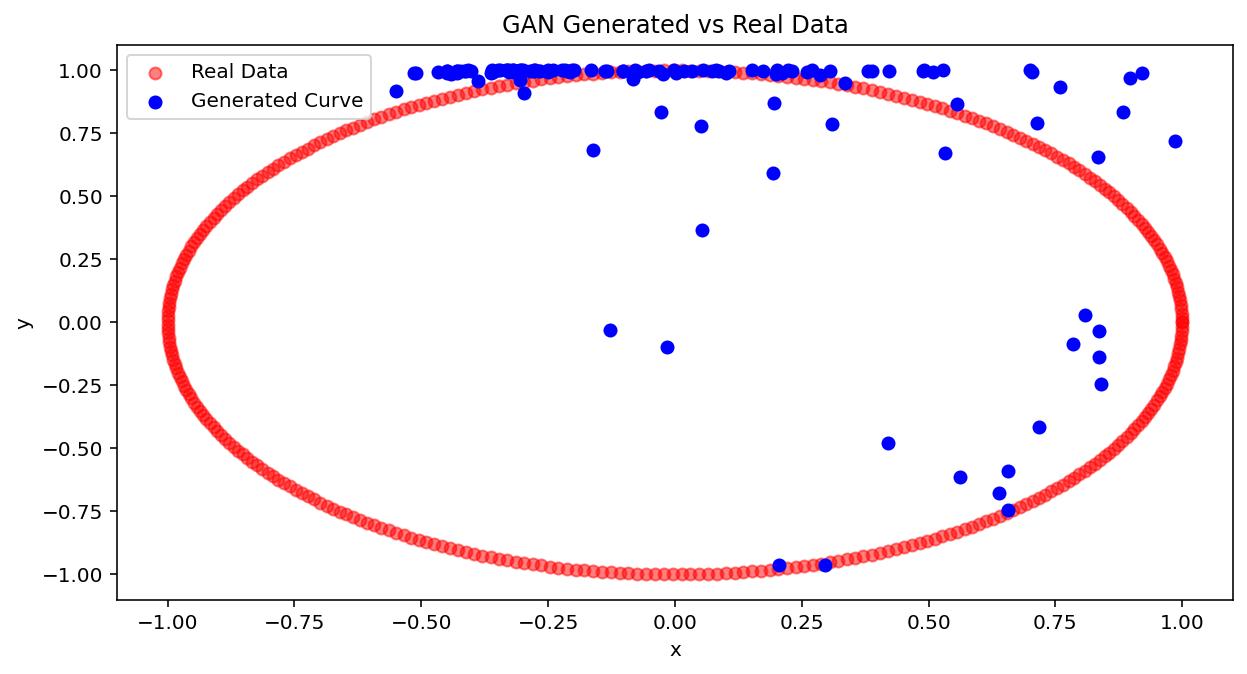 GAN Generated vs Real Data
Real Data
Generated Curve
1.00
0.75
0.50
0.25
0.00
−0.25
−0.50
−0.75
−1.00
y
−1.00 −0.75 −0.50 −0.25 0.00 0.25 0.50 0.75 1.00
x